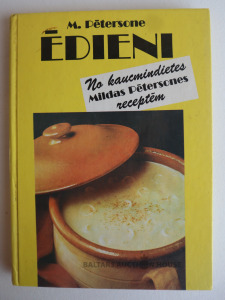 M. Pētersone
ĒDIENI
No kaucmindietes
Mildas Pētersones
receptēm